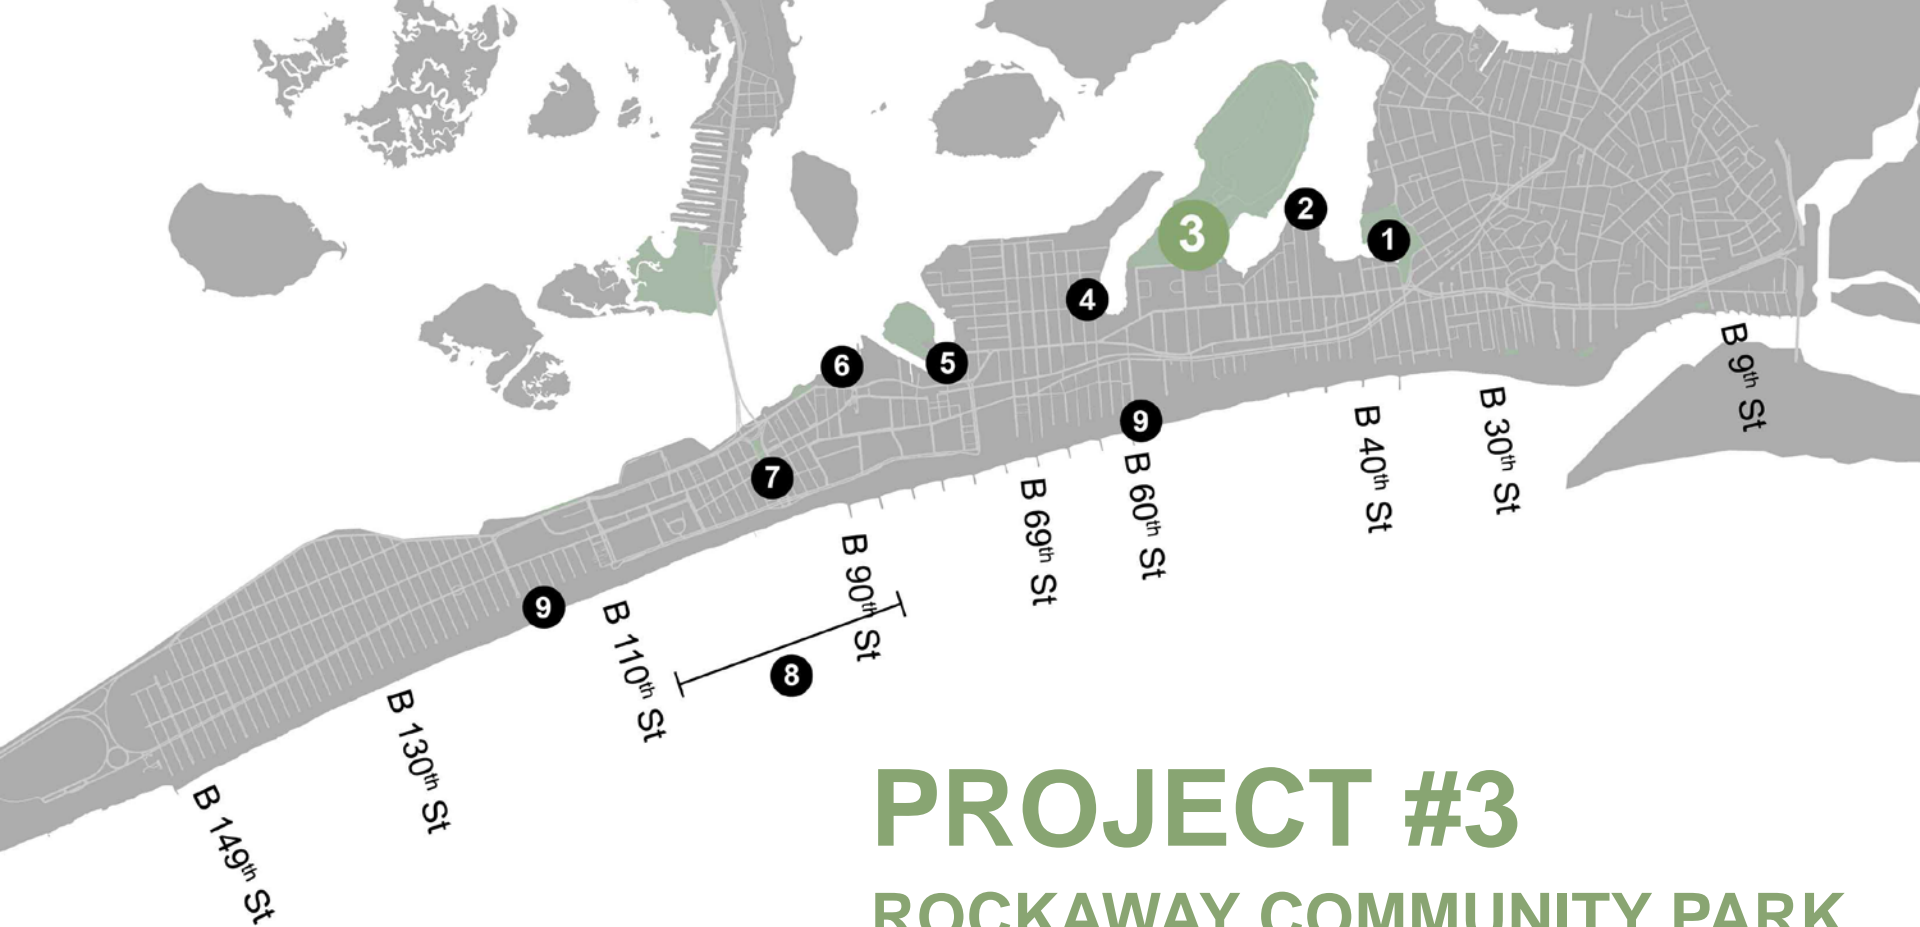 3
2
1
4
5
6
9
7
9
8
B 9th St
B 30th St
B 40th St
B 60th St
B 69th St
B 90th St
B 110th St
B 130th St
B 149th St
PROJECT #3
ROCKAWAY COMMUNITY PARK